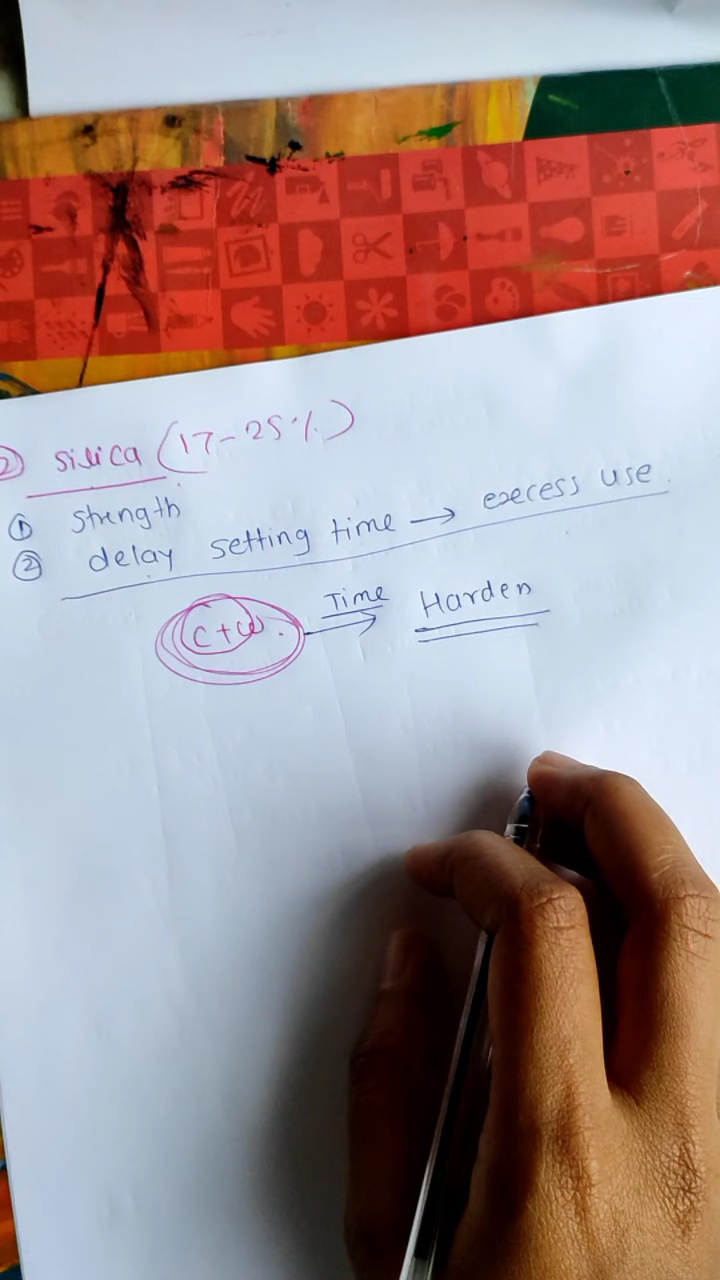 ② Silica (17-25%)
① Strength
② delay setting time → execess use.
C+W. Time → Harden